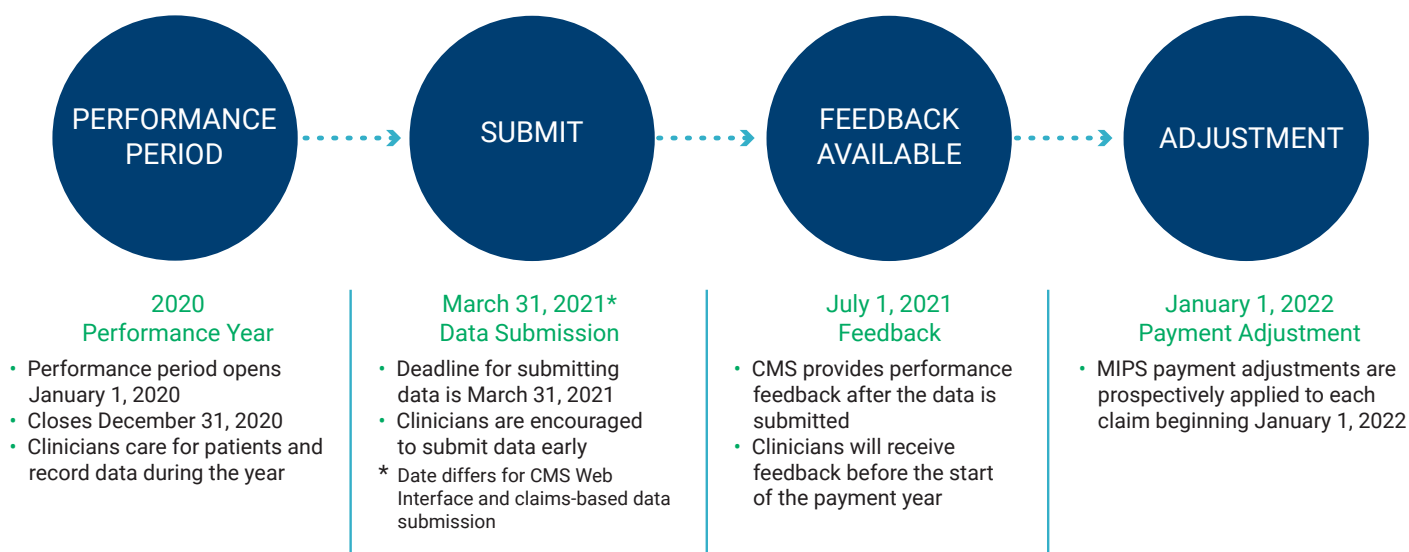 PERFORMANCE
PERIOD
SUBMIT
FEEDBACK
AVAILABLE
ADJUSTMENT
2020
Performance Year
• Performance period opens
January 1, 2020
• Closes December 31, 2020
• Clinicians care for patients and
record data during the year
March 31, 2021*
Data Submission
• Deadline for submitting
data is March 31, 2021
• Clinicians are encouraged
to submit data early
* Date differs for CMS Web
Interface and claims-based data
submission
July 1, 2021
Feedback
• CMS provides performance
feedback after the data is
submitted
• Clinicians will receive
feedback before the start
of the payment year
January 1, 2022
Payment Adjustment
• MIPS payment adjustments are
prospectively applied to each
claim beginning January 1, 2022